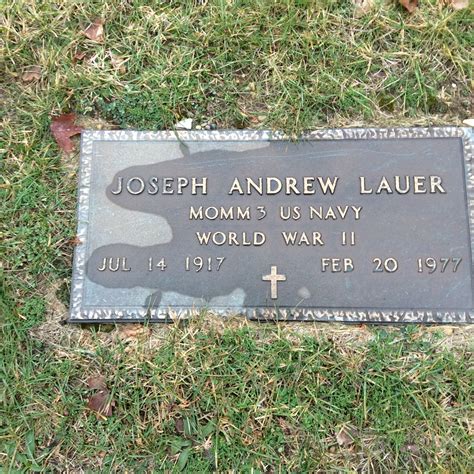 JOSEPH ANDREW LAUER
MOMM 3 US NAVY
WORLD WAR II
JUL 14 1917 FEB 20 1977